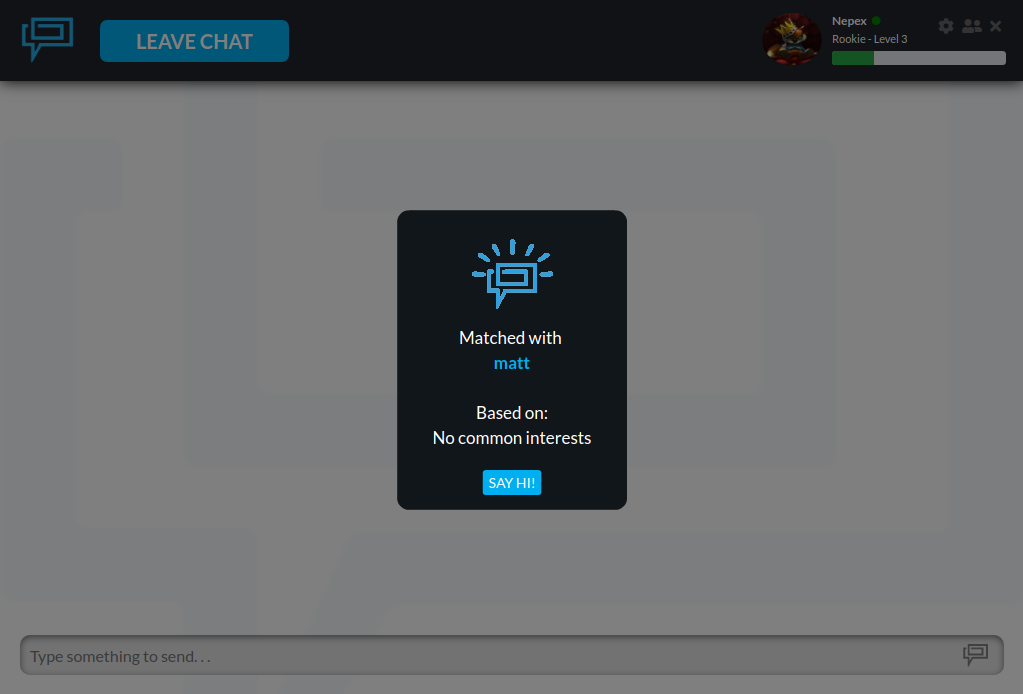 LEAVE CHAT
Nepex
Rookie - Level 3
Matched with
matt
Based on:
No common interests
SAY HI!
Type something to send. . .